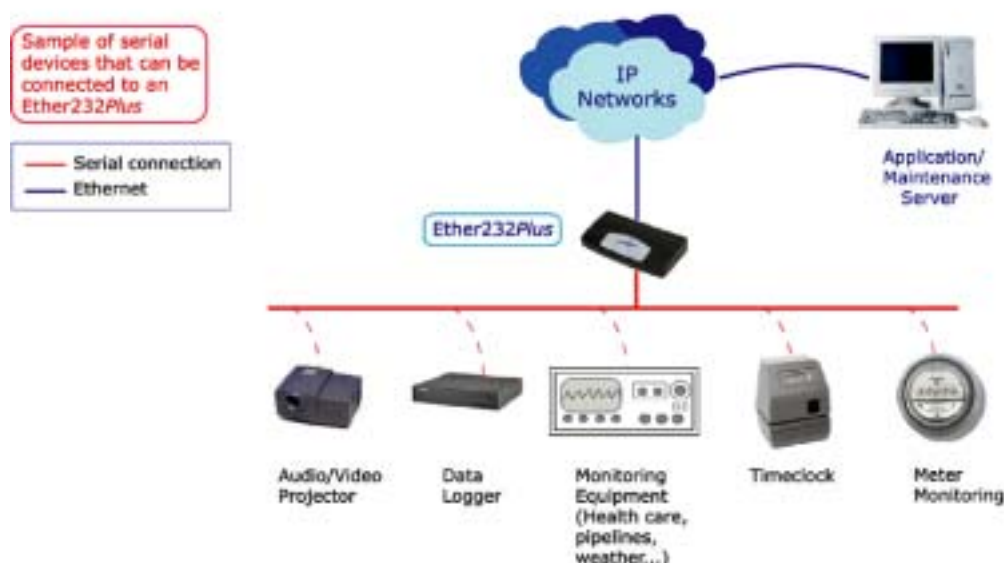 Sample of serial
devices that can be
connected to an
Ether232Plus
Serial connection
Ethernet
IP
Networks
Application/
Maintenance
Server
Ether232Plus
Audio/Video
Projector
Data
Logger
Monitoring
Equipment
(Health care,
pipelines,
weather...)
Timeclock
Meter
Monitoring